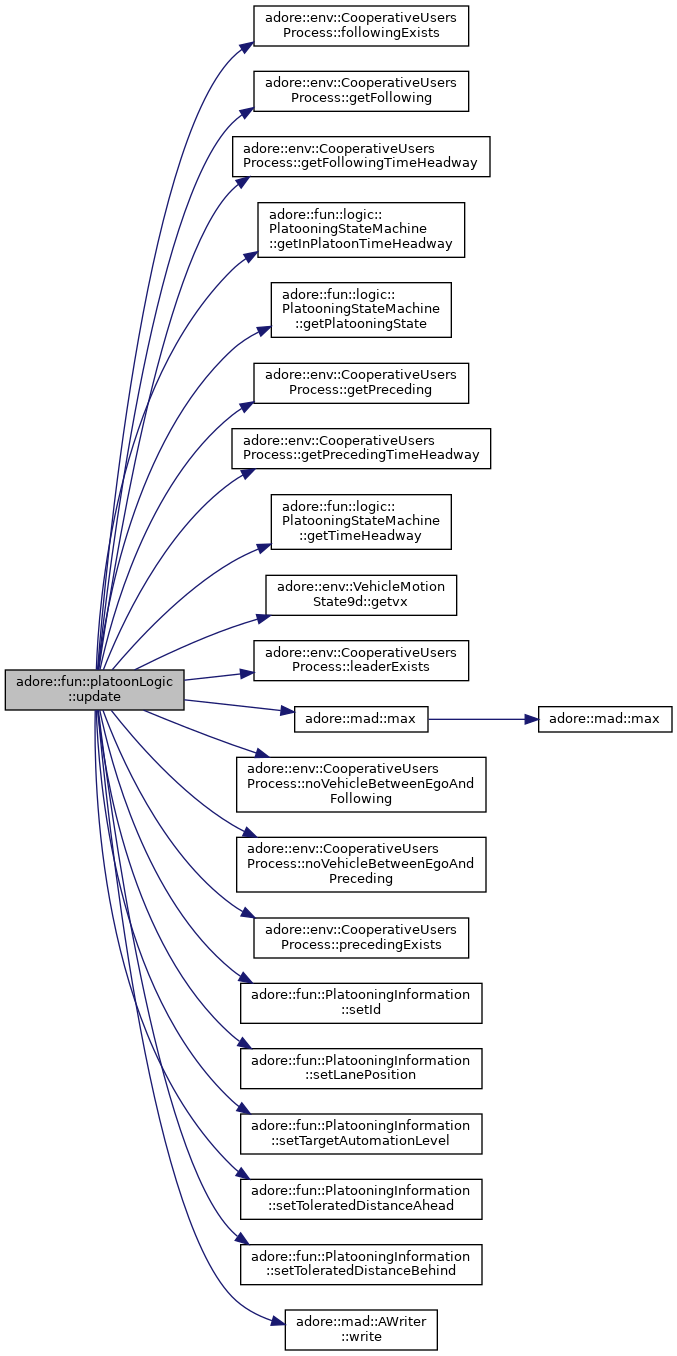 adore::env::CooperativeUsers
Process::followingExists
adore::env::CooperativeUsers
Process::getFollowing
adore::env::CooperativeUsers
Process::getFollowingTimeHeadway
adore::fun::logic::
PlatooningStateMachine
::getInPlatoonTimeHeadway
adore::fun::logic::
PlatooningStateMachine
::getPlatooningState
adore::env::CooperativeUsers
Process::getPreceding
adore::env::CooperativeUsers
Process::getPrecedingTimeHeadway
adore::fun::logic::
PlatooningStateMachine
::getTimeHeadway
adore::env::VehicleMotion
State9d::getvx
adore::env::CooperativeUsers
Process::leaderExists
adore::fun::platoonLogic
::update
adore::mad::max
adore::mad::max
adore::env::CooperativeUsers
Process::noVehicleBetweenEgoAnd
Following
adore::env::CooperativeUsers
Process::noVehicleBetweenEgoAnd
Preceding
adore::env::CooperativeUsers
Process::precedingExists
adore::fun::PlatooningInformation
::setId
adore::fun::PlatooningInformation
::setLanePosition
adore::fun::PlatooningInformation
::setTargetAutomationLevel
adore::fun::PlatooningInformation
::setToleratedDistanceAhead
adore::fun::PlatooningInformation
::setToleratedDistanceBehind
adore::mad::AWriter
::write